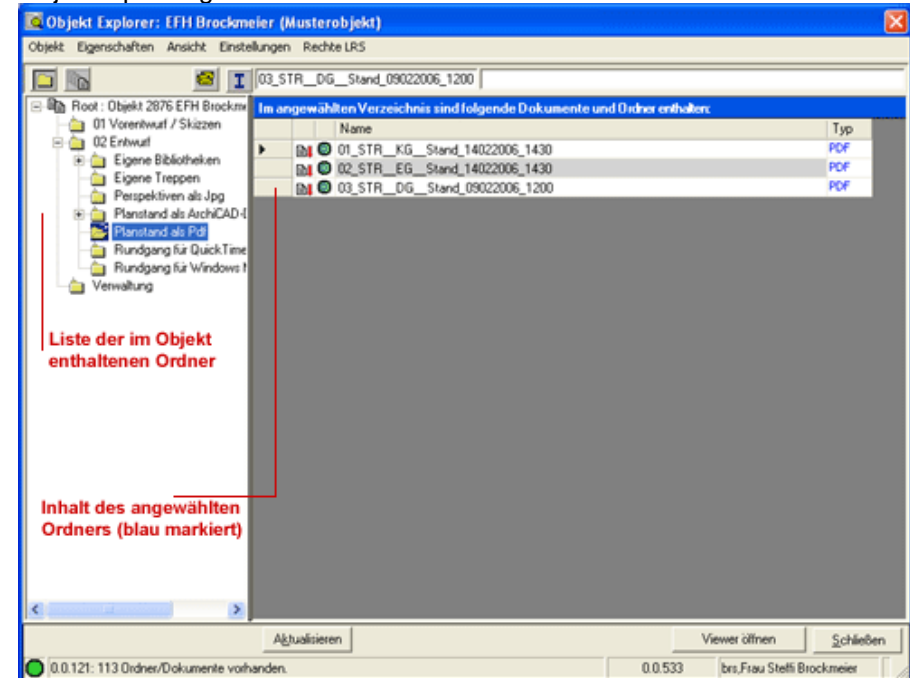 Objekt Explorer: EFH Brockmeier (Musterobjekt)
Objekt Eigenschaften Ansicht Einstellungen Rechte LRS
03_STR__DG__Stand_09022006_1200
Root : Objekt 2876 EFH Brockm
01 Vorentwurf / Skizzen
02 Entwurf
Eigene Bibliotheken
Eigene Treppen
Perspektiven als Jpg
Planstand als ArchiCAD-
Planstand als Pdf
Rundgang für QuickTime
Rundgang für Windows
Verwaltung
Im angewählten Verzeichnis sind folgende Dokumente und Ordner enthalten:
Name Typ
01_STR__KG__Stand_14022006_1430 PDF
02_STR__EG__Stand_14022006_1430 PDF
03_STR__DG__Stand_09022006_1200 PDF
Liste der im Objekt
enthaltenen Ordner
Inhalt des angewählten
Ordners (blau markiert)
Aktualisieren Viewer öffnen Schließen
0.0.121: 113 Ordner/Dokumente vorhanden. 0.0.533 brs,Frau Steffi Brockmeier